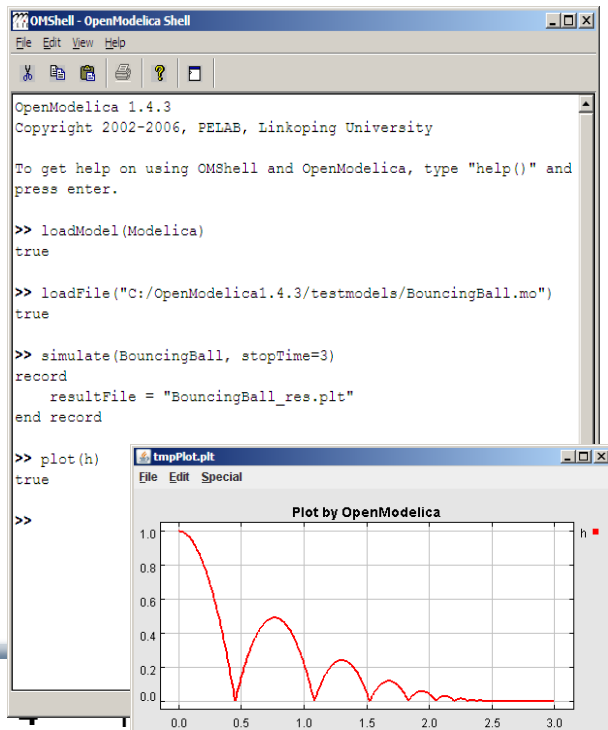 OMShell - OpenModelica Shell
File Edit View Help
OpenModelica 1.4.3
Copyright 2002-2006, PELAB, Linkoping University
To get help on using OMShell and OpenModelica, type "help()" and
press enter.
>> loadModel(Modelica)
true
>> loadFile("C:/OpenModelica1.4.3/testmodels/BouncingBall.mo")
true
>> simulate(BouncingBall, stopTime=3)
record
resultFile = "BouncingBall_res.plt"
end record
>> plot(h)
true
>>
tmpPlot.plt
File Edit Special
Plot by OpenModelica
h
1.0
0.8
0.6
0.4
0.2
0.0
0.0 0.5 1.0 1.5 2.0 2.5 3.0